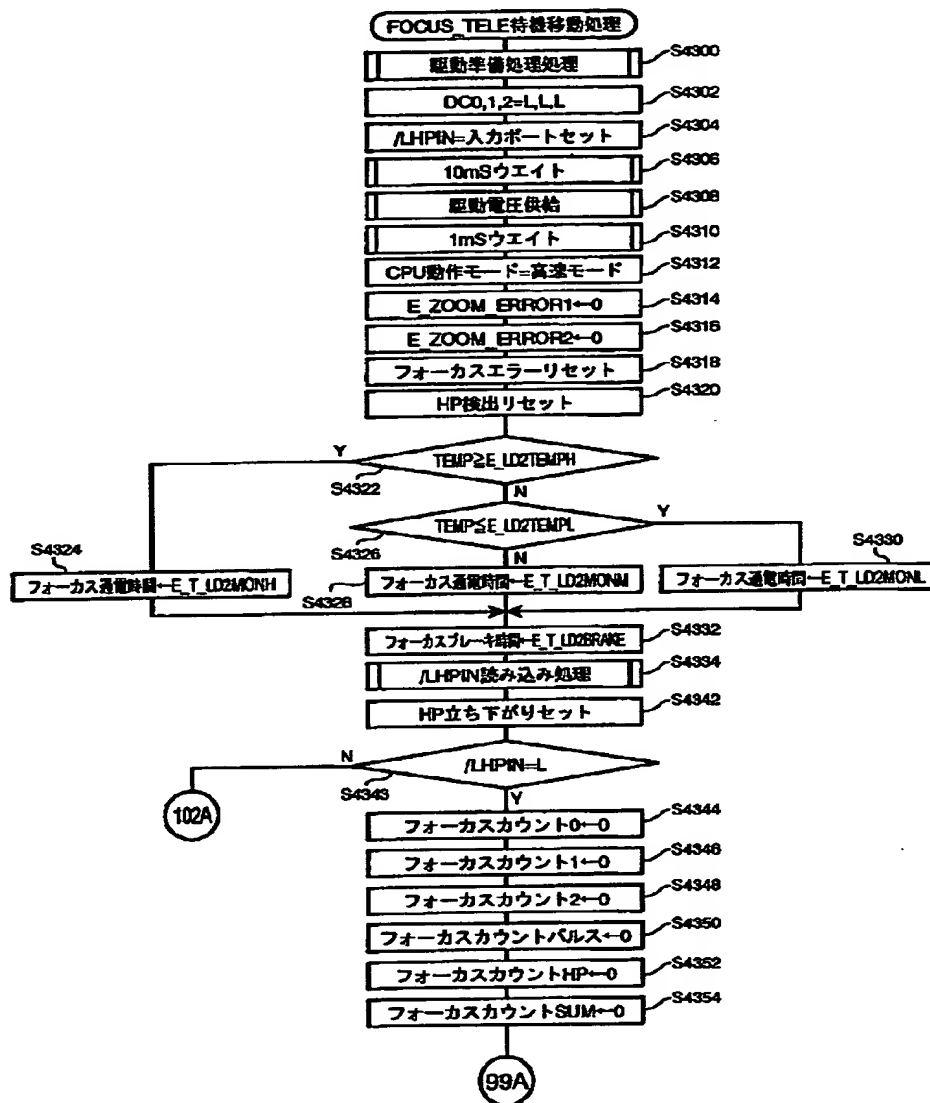 FOCUS_TELE待機移動処理
駆動準備処理処理
S4300
DC0,1,2=L,L,L
S4302
/LHPIN=入力ポートセット
S4304
10mSウエイト
S4306
駆動電圧供給
S4308
1mSウエイト
S4310
CPU動作モード=高速モード
S4312
E_ZOOM_ERROR1←0
S4314
E_ZOOM_ERROR2←0
S4316
フォーカスエラーリセット
S4318
HP検出リセット
S4320
Y
TEMP≧E_LD2TEMPH
S4322
N
TEMP≦E_LD2TEMPL
Y
S4326
N
S4324
フォーカス通電時間←E_T_LD2MONH
フォーカス通電時間←E_T_LD2MONM
S4328
S4330
フォーカス通電時間←E_T_LD2MONL
フォーカスブレーキ時間←E_T_LD2BRAKE
S4332
/LHPIN読み込み処理
S4334
HP立ち下がりセット
S4342
N
/LHPIN=L
S4343
Y
102A
フォーカスカウント0←0
S4344
フォーカスカウント1←0
S4346
フォーカスカウント2←0
S4348
フォーカスカウントパルス←0
S4350
フォーカスカウントHP←0
S4352
フォーカスカウントSUM←0
S4354
99A